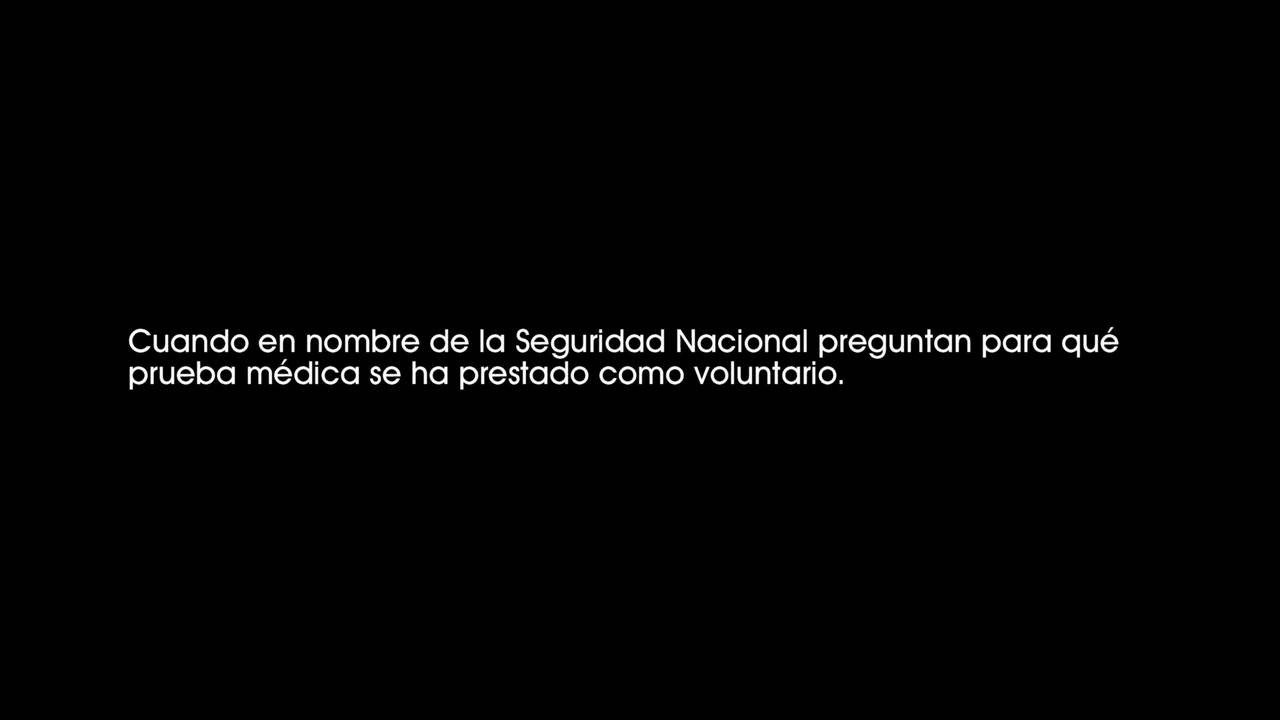 Cuando en nombre de la Seguridad Nacional preguntan para qué
prueba médica se ha prestado como voluntario.